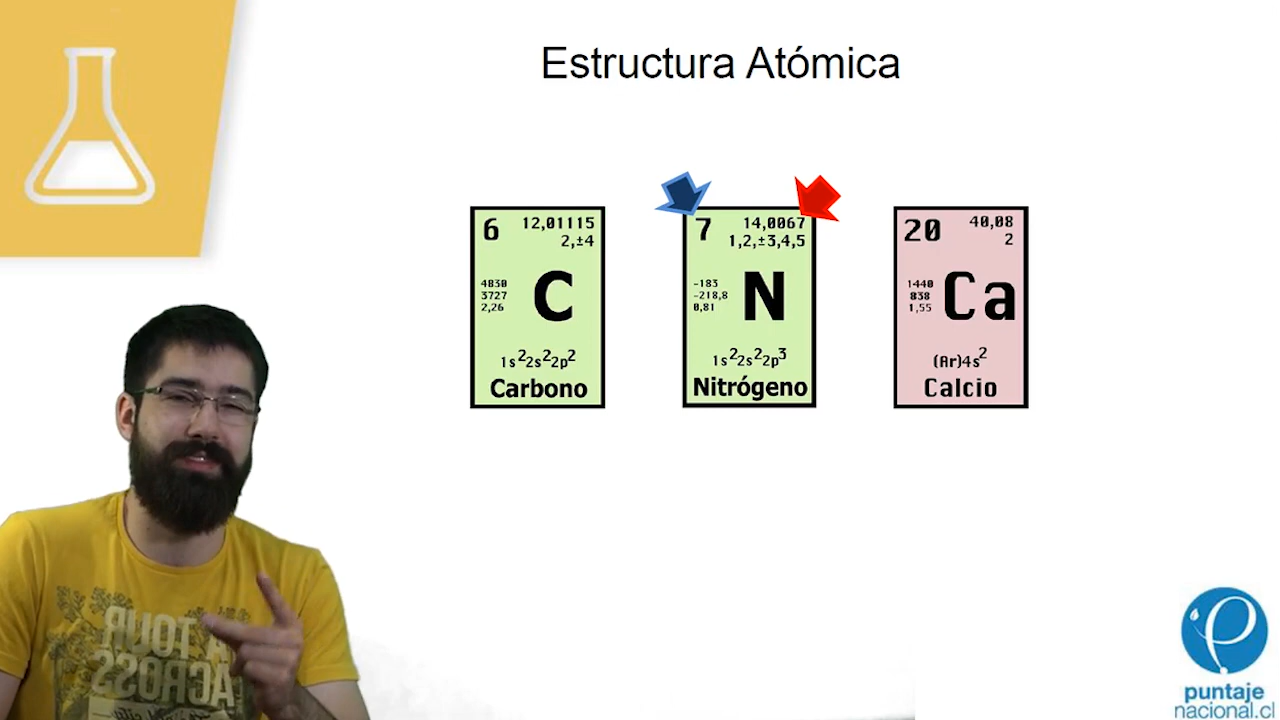 Estructura Atómica
6 12,01115
2,±4
4830
3727
2,26
C
1s²2s²2p²
Carbono
7 14,0067
1,2,±3,4,5
-183
-218,8
0,81
N
1s²2s²2p³
Nitrógeno
20 40,08
2
1440
838
1,55
Ca
(Ar)4s²
Calcio
A TOUR
ACROSS
puntaje
nacional.cl